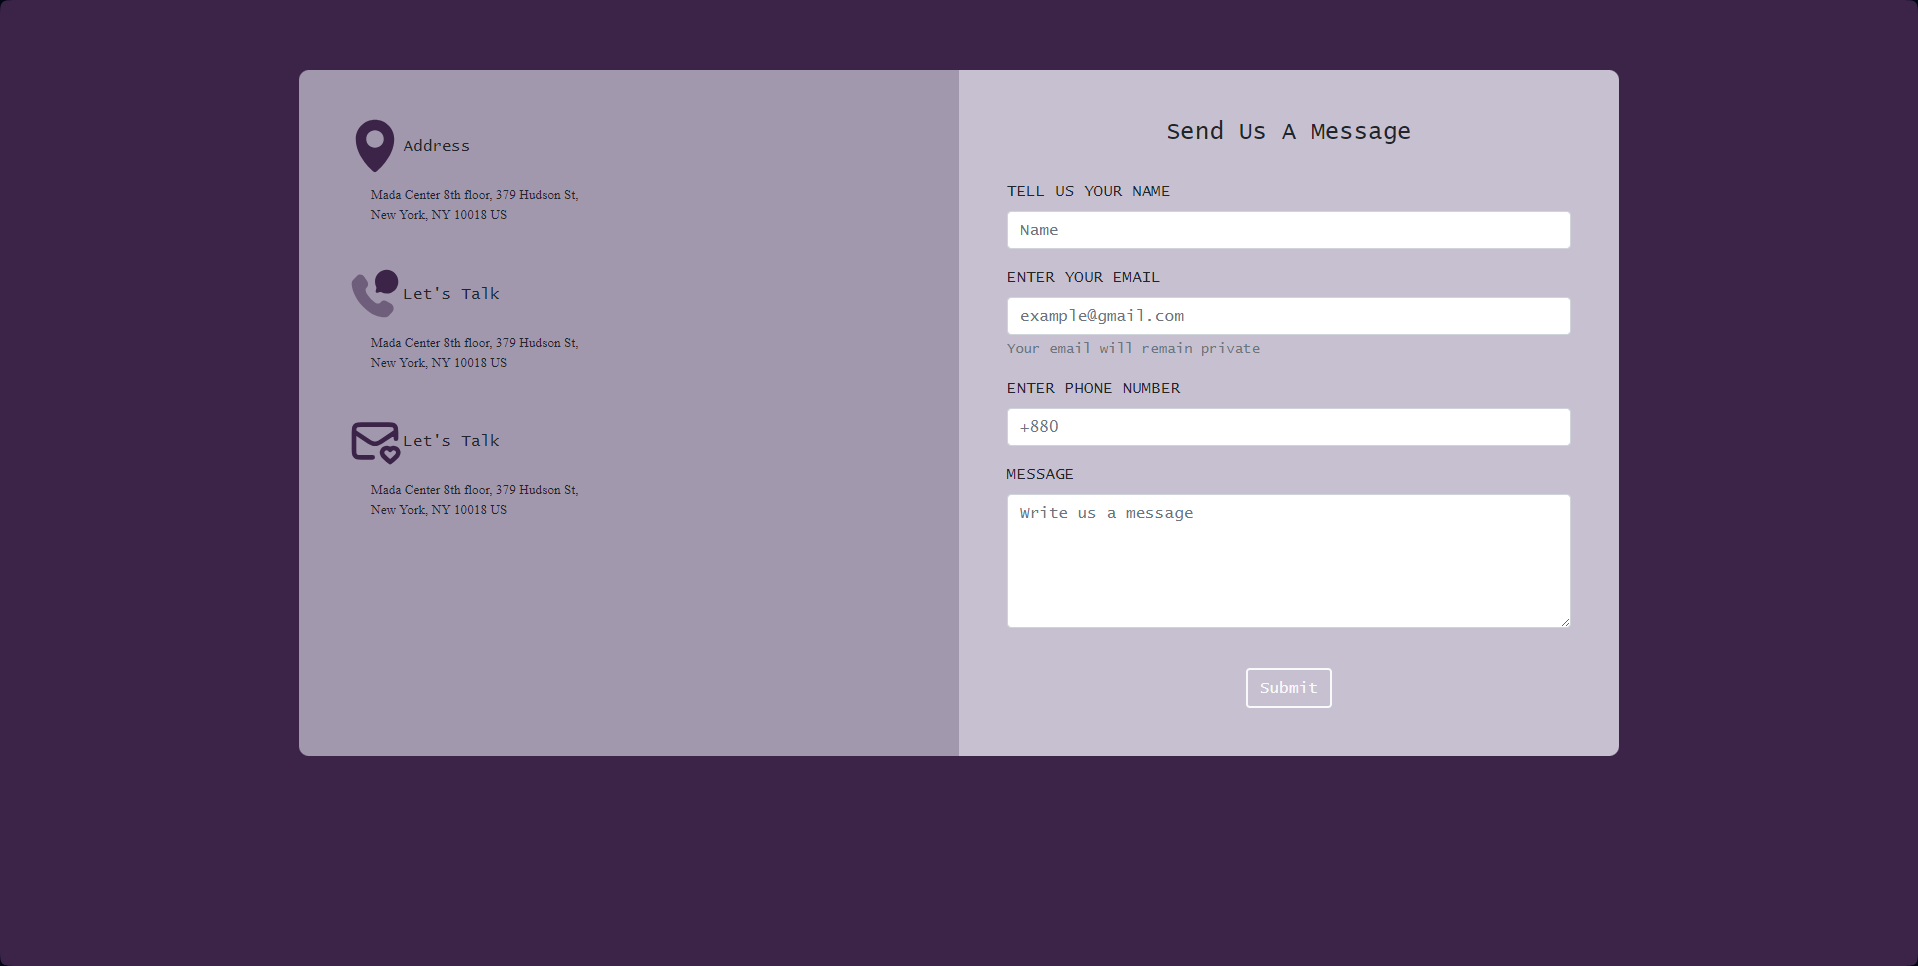 Address
Mada Center 8th floor, 379 Hudson St,
New York, NY 10018 US
Let's Talk
Mada Center 8th floor, 379 Hudson St,
New York, NY 10018 US
Let's Talk
Mada Center 8th floor, 379 Hudson St,
New York, NY 10018 US
Send Us A Message
TELL US YOUR NAME
Name
ENTER YOUR EMAIL
example@gmail.com
Your email will remain private
ENTER PHONE NUMBER
+880
MESSAGE
Write us a message
Submit